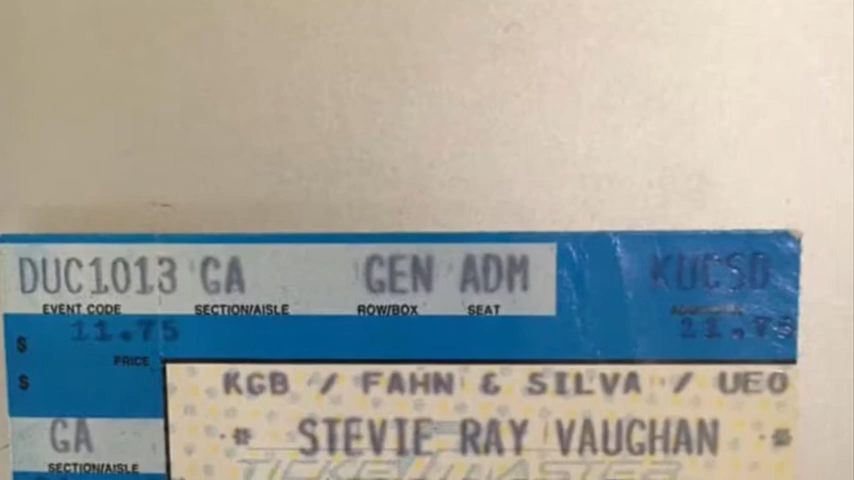 DUC1013 GA GEN ADM KUCSD
EVENT CODE SECTION/AISLE ROW/BOX SEAT
$ 11.75 11.75
PRICE
$
KGB / FAHN & SILVA / UEO
GA * STEVIE RAY VAUGHAN *
SECTION/AISLE TICKETMASTER